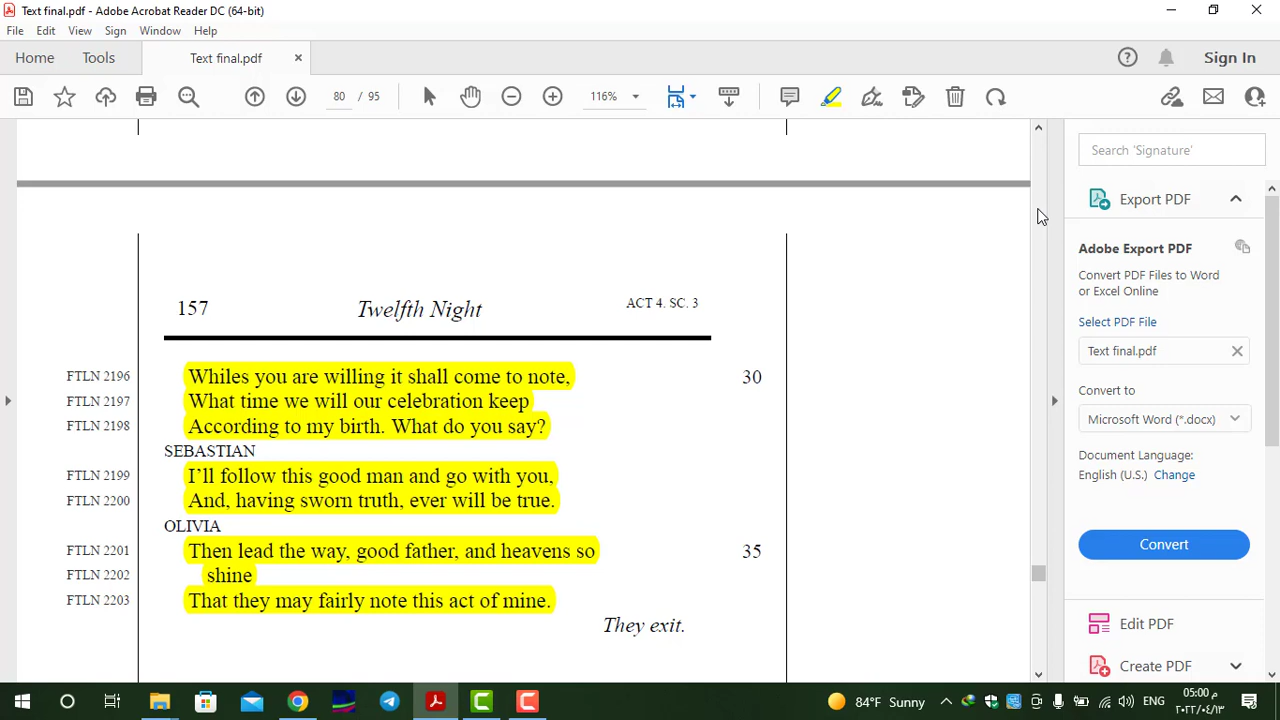 Text final.pdf - Adobe Acrobat Reader DC (64-bit)
File Edit View Sign Window Help
Home Tools Text final.pdf × Sign In
80 / 95 116%
Search 'Signature'
Export PDF
Adobe Export PDF
Convert PDF Files to Word
or Excel Online
Select PDF File
Text final.pdf
Convert to
Microsoft Word (*.docx)
Document Language:
English (U.S.) Change
Convert
Edit PDF
Create PDF
157 Twelfth Night ACT 4. SC. 3
FTLN 2196 Whiles you are willing it shall come to note, 30
FTLN 2197 What time we will our celebration keep
FTLN 2198 According to my birth. What do you say?
SEBASTIAN
FTLN 2199 I’ll follow this good man and go with you,
FTLN 2200 And, having sworn truth, ever will be true.
OLIVIA
FTLN 2201 Then lead the way, good father, and heavens so 35
FTLN 2202 shine
FTLN 2203 That they may fairly note this act of mine.
They exit.
84°F Sunny ENG 05:00 م
٢٠٢٢/٠٤/١٣